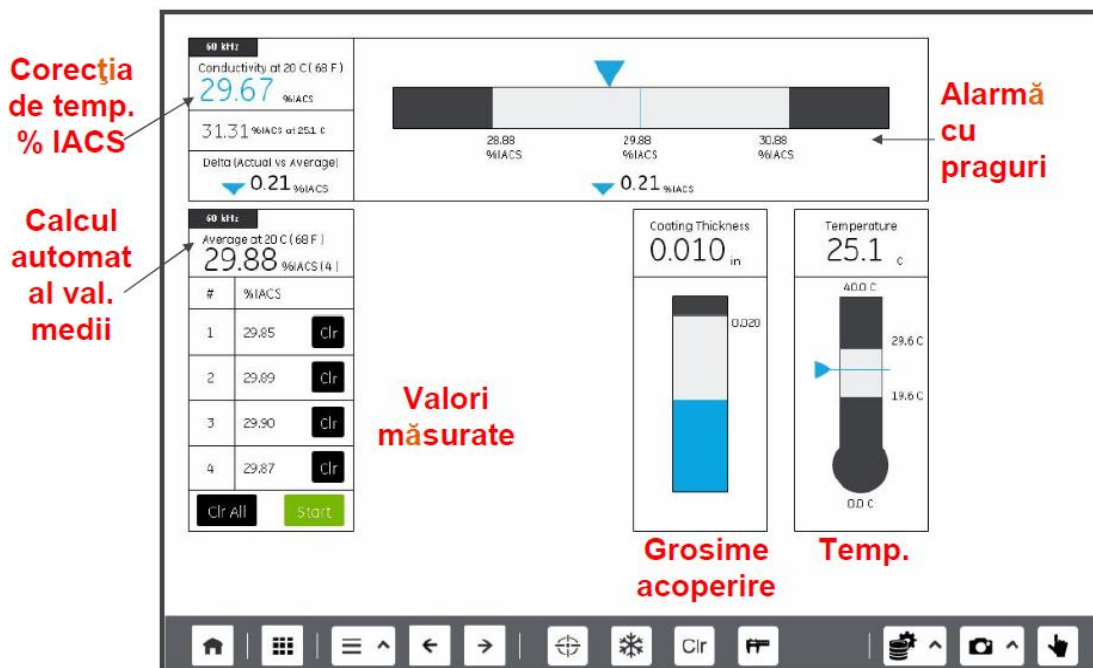 Corecţia
de temp.
% IACS
60 kHz
Conductivity at 20 C ( 68 F )
29.67 %IACS
31.31 %IACS at 25.1 C
Delta (Actual vs Average)
0.21 %IACS
28.88
%IACS
29.88
%IACS
30.88
%IACS
0.21 %IACS
Alarmă
cu
praguri
Calcul
automat
al val.
medii
60 kHz
Average at 20 C ( 68 F )
29.88 %IACS ( 4 )
# %IACS
1 29.85 Clr
2 29.89 Clr
3 29.90 Clr
4 29.87 Clr
Clr All Start
Valori
măsurate
Coating Thickness
0.010 in
0.020
Grosime
acoperire
Temperature
25.1 C
40.0 C
29.6 C
19.6 C
0.0 C
Temp.
Clr